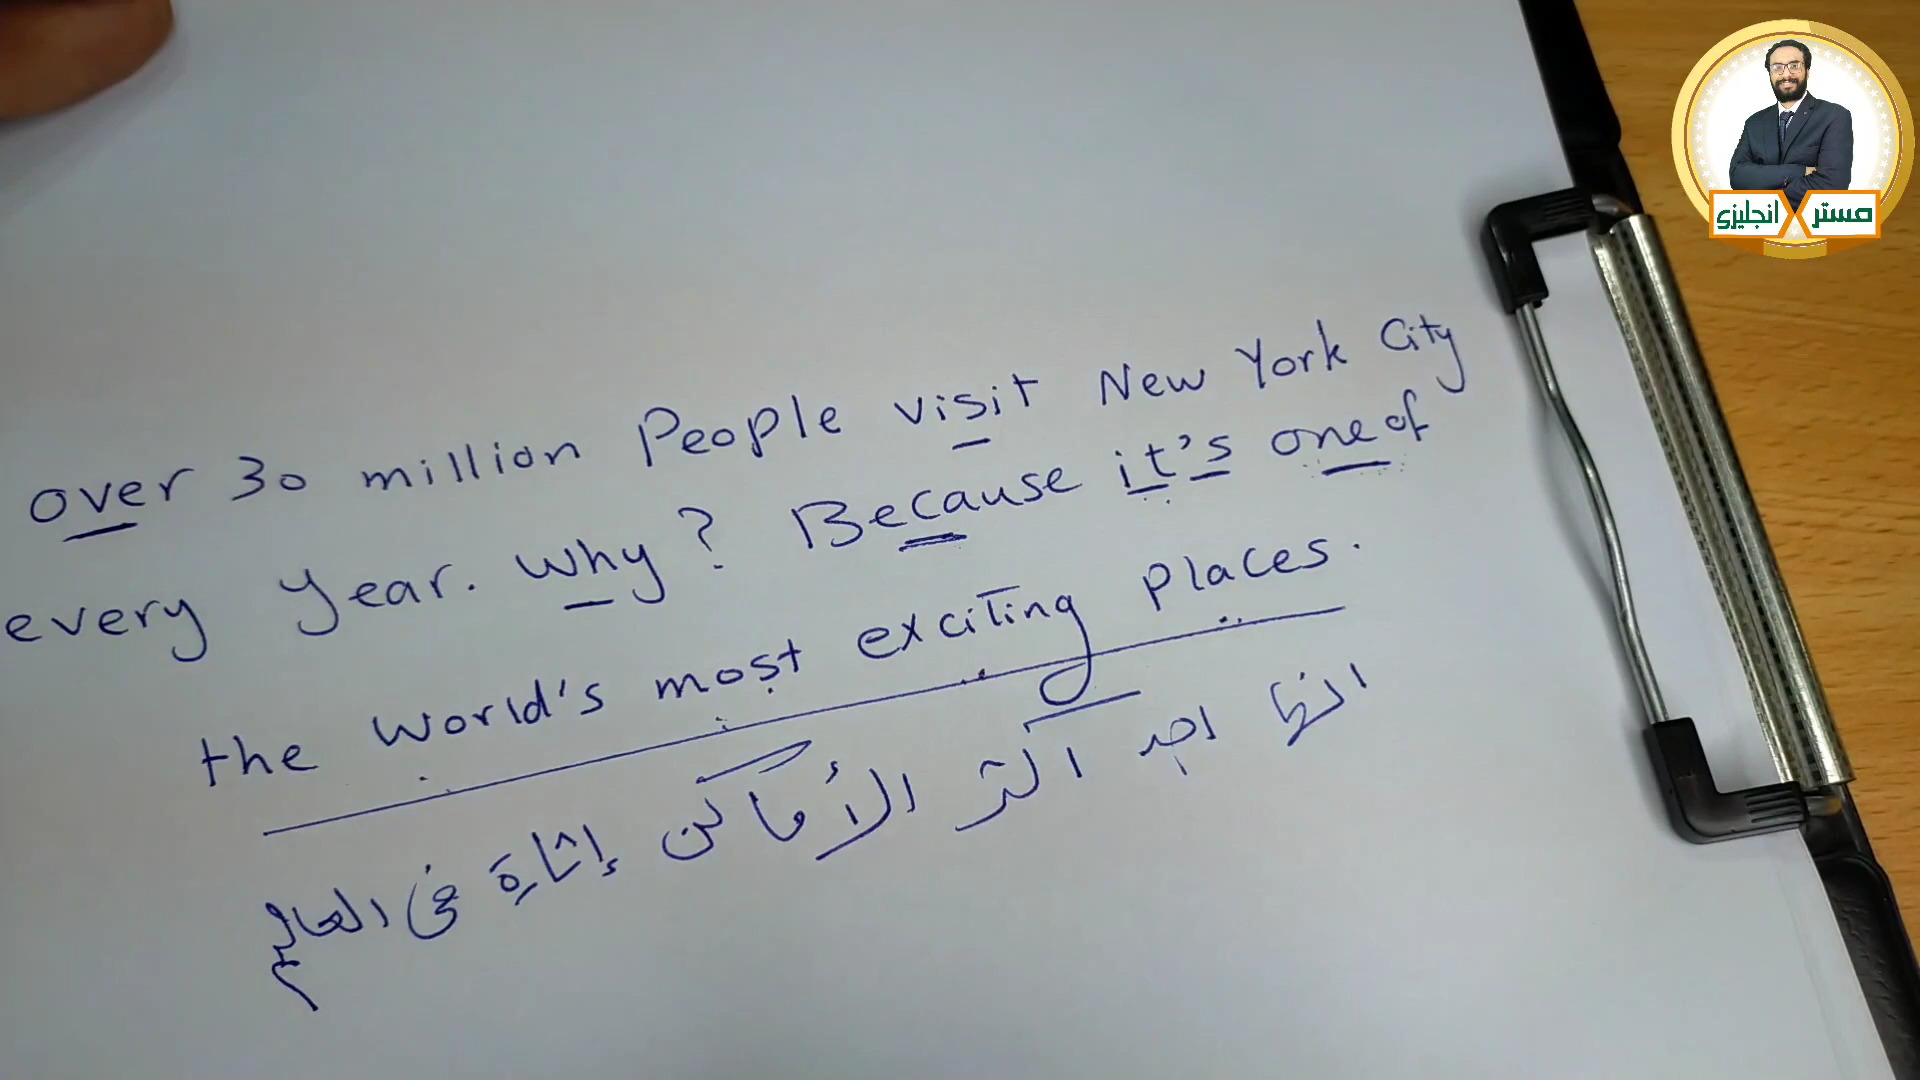 over 30 million People visit New York City
every year. Why? Because it's one of
the world's most exciting places.
انها احد اكثر الأماكن إثارة فى العالم
مستر X انجليزي